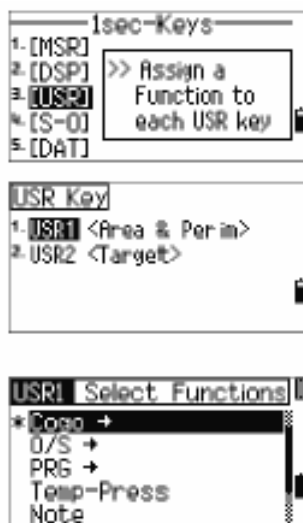 1sec-Keys
1. [MSR]
2. [DSP] >> Assign a
3. [USR] Function to
4. [S-O] each USR key
5. [DAT]
USR Key
1. USR1 <Area & Perim>
2. USR2 <Target>
USR1 Select Functions
*Cogo →
O/S →
PRG →
Temp-Press
Note